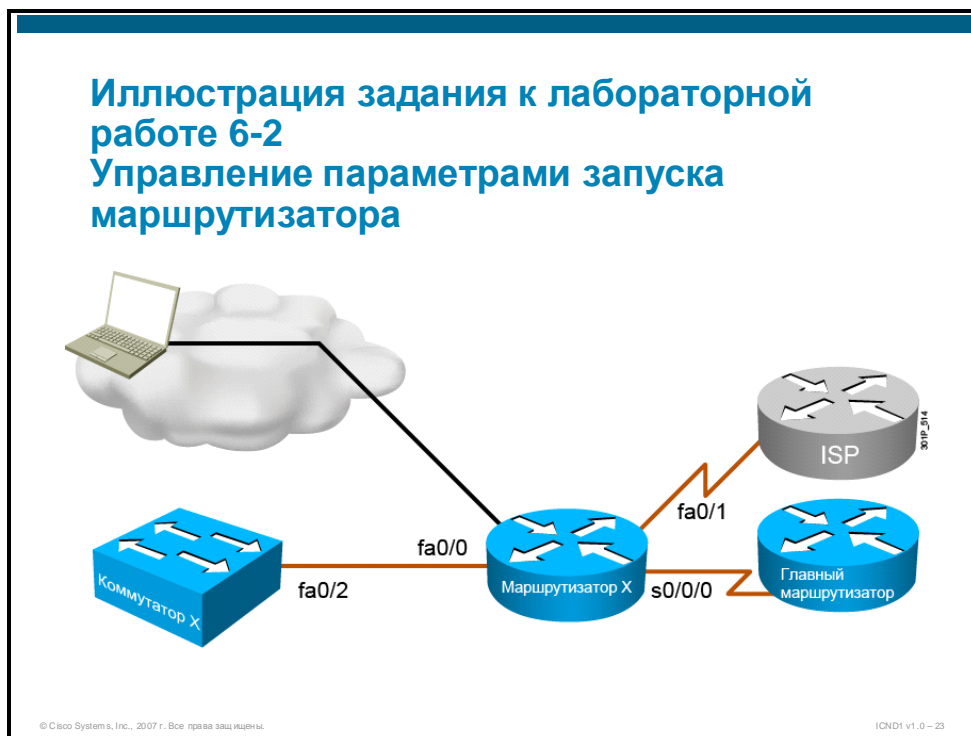 Иллюстрация задания к лабораторной
работе 6-2
Управление параметрами запуска
маршрутизатора
ISP
301P_514
fa0/1
fa0/0
Коммутатор X
fa0/2
Маршрутизатор X
s0/0/0
Главный
маршрутизатор
© Cisco Systems, Inc., 2007 г. Все права защищены.
ICND1 v1.0 – 23